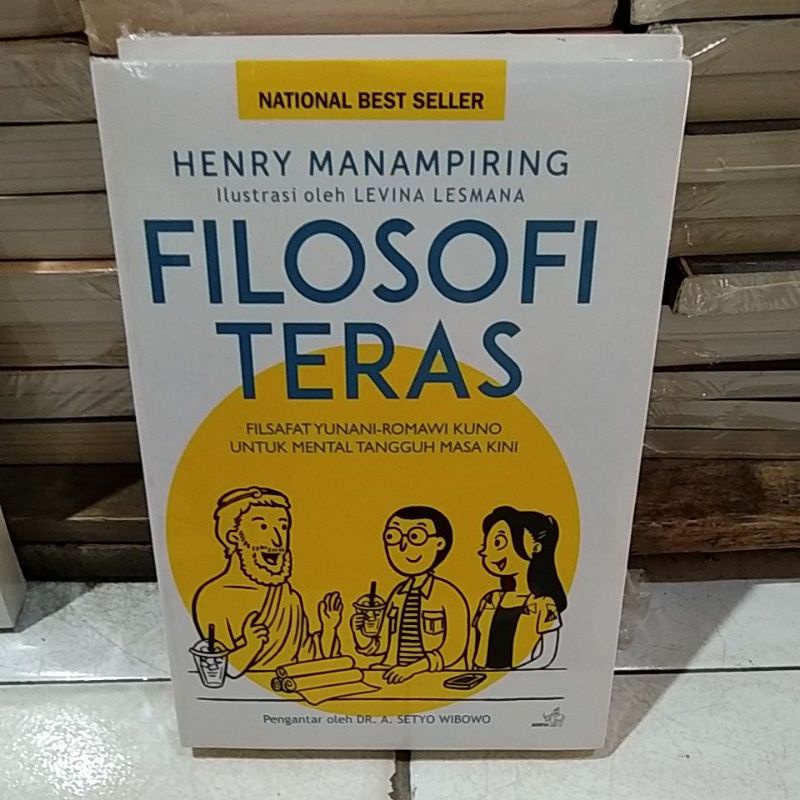 NATIONAL BEST SELLER
HENRY MANAMPIRING
Ilustrasi oleh LEVINA LESMANA
FILOSOFI
TERAS
FILSAFAT YUNANI-ROMAWI KUNO
UNTUK MENTAL TANGGUH MASA KINI
Pengantar oleh DR. A. SETYO WIBOWO